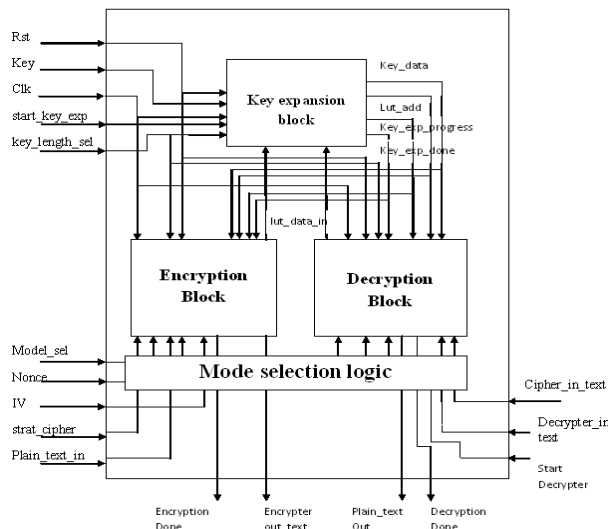 Rst
Key
Clk
start_key_exp
key_length_sel
Key expansion
block
Key_data
Lut_add
Key_exp_progress
Key_exp_done
lut_data_in
Encryption
Block
Decryption
Block
Mode selection logic
Model_sel
Nonce
IV
strat_cipher
Plain_text_in
Cipher_in_text
Decrypter_in
text
Start
Decrypter
Encryption
Done
Encrypter
out_text
Plain_text
Out
Decryption
Done